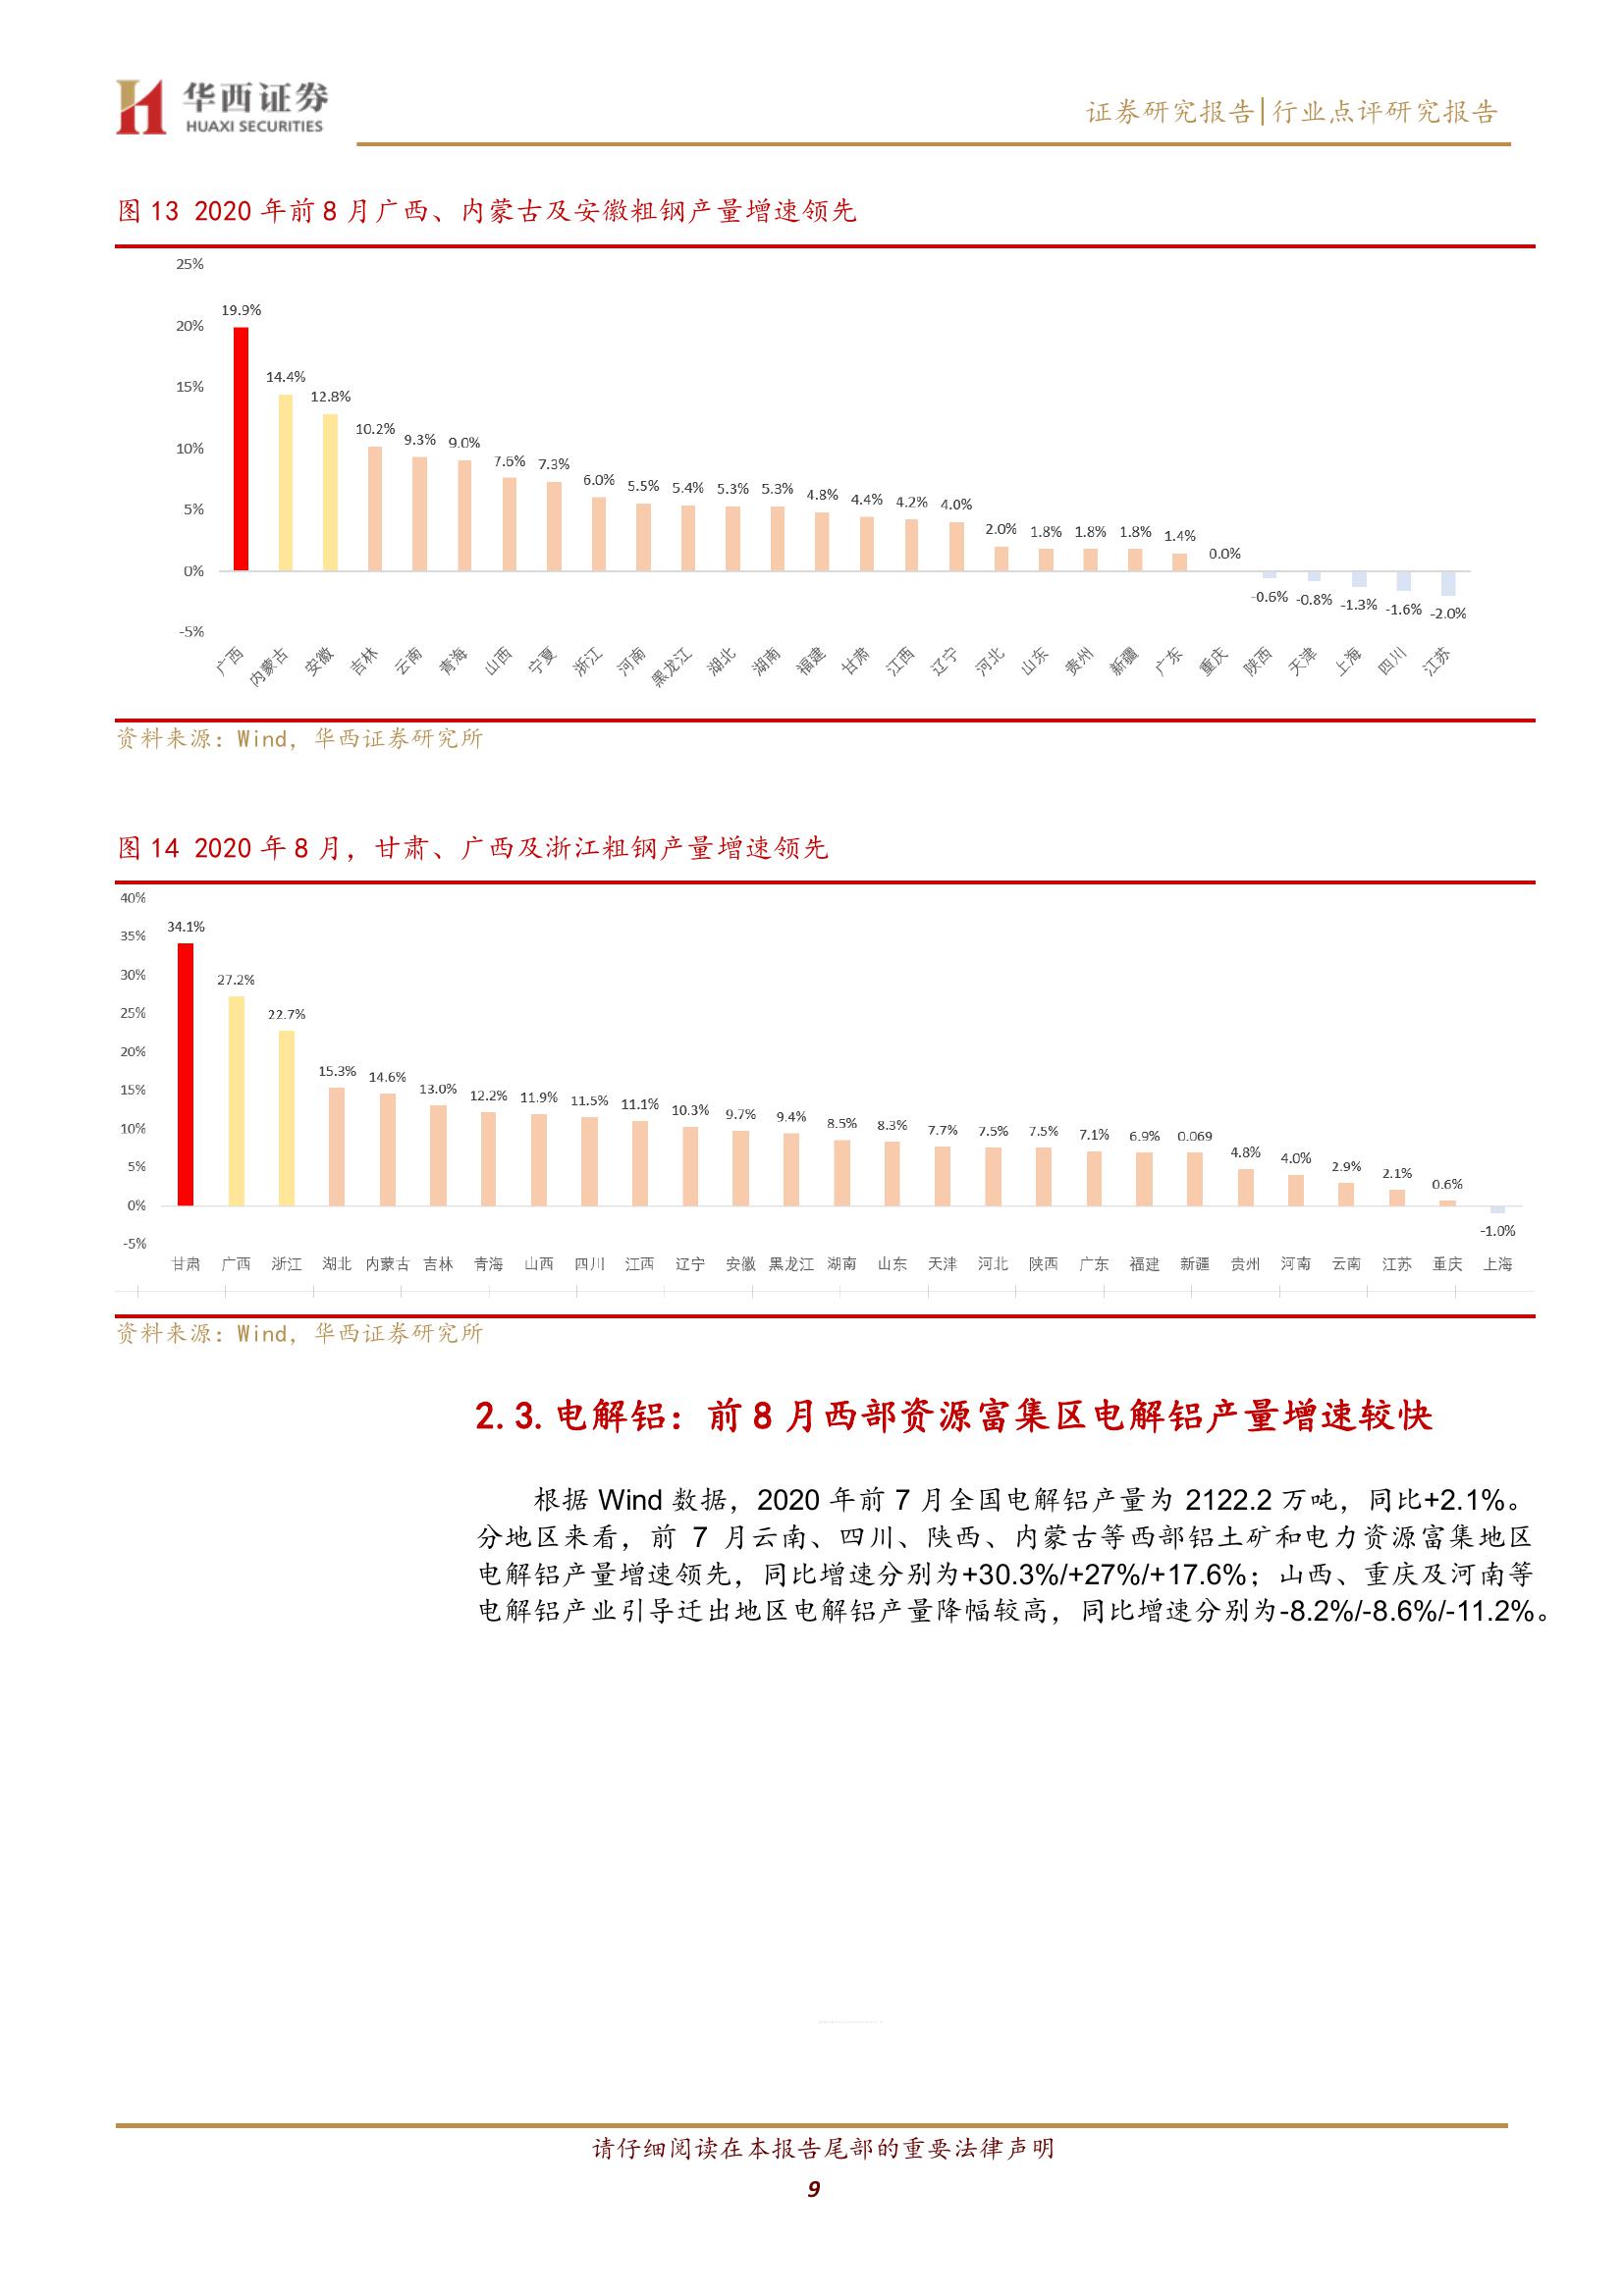 华西证券
HUAXI SECURITIES
证券研究报告|行业点评研究报告
图 13 2020 年前 8 月广西、内蒙古及安徽粗钢产量增速领先
25%
20%
15%
10%
5%
0%
-5%
19.9% 14.4% 12.8% 10.2% 9.3% 9.0% 7.6% 7.3% 6.0% 5.5% 5.4% 5.3% 5.3% 4.8% 4.4% 4.2% 4.0% 2.0% 1.8% 1.8% 1.8% 1.4% 0.0% -0.6% -0.8% -1.3% -1.6% -2.0%
广西 内蒙古 安徽 吉林 云南 青海 山西 宁夏 浙江 河南 黑龙江 湖北 湖南 福建 甘肃 江西 辽宁 河北 山东 贵州 新疆 广东 重庆 陕西 天津 上海 四川 江苏
资料来源：Wind，华西证券研究所
图 14 2020 年 8 月，甘肃、广西及浙江粗钢产量增速领先
40%
35%
30%
25%
20%
15%
10%
5%
0%
-5%
34.1% 27.2% 22.7% 15.3% 14.6% 13.0% 12.2% 11.9% 11.5% 11.1% 10.3% 9.7% 9.4% 8.5% 8.3% 7.7% 7.5% 7.5% 7.1% 6.9% 0.069 4.8% 4.0% 2.9% 2.1% 0.6% -1.0%
甘肃 广西 浙江 湖北 内蒙古 吉林 青海 山西 四川 江西 辽宁 安徽 黑龙江 湖南 山东 天津 河北 陕西 广东 福建 新疆 贵州 河南 云南 江苏 重庆 上海
资料来源：Wind，华西证券研究所
2.3.电解铝：前 8 月西部资源富集区电解铝产量增速较快
根据 Wind 数据，2020 年前 7 月全国电解铝产量为 2122.2 万吨，同比+2.1%。
分地区来看，前 7 月云南、四川、陕西、内蒙古等西部铝土矿和电力资源富集地区
电解铝产量增速领先，同比增速分别为+30.3%/+27%/+17.6%；山西、重庆及河南等
电解铝产业引导迁出地区电解铝产量降幅较高，同比增速分别为-8.2%/-8.6%/-11.2%。
请仔细阅读在本报告尾部的重要法律声明
9